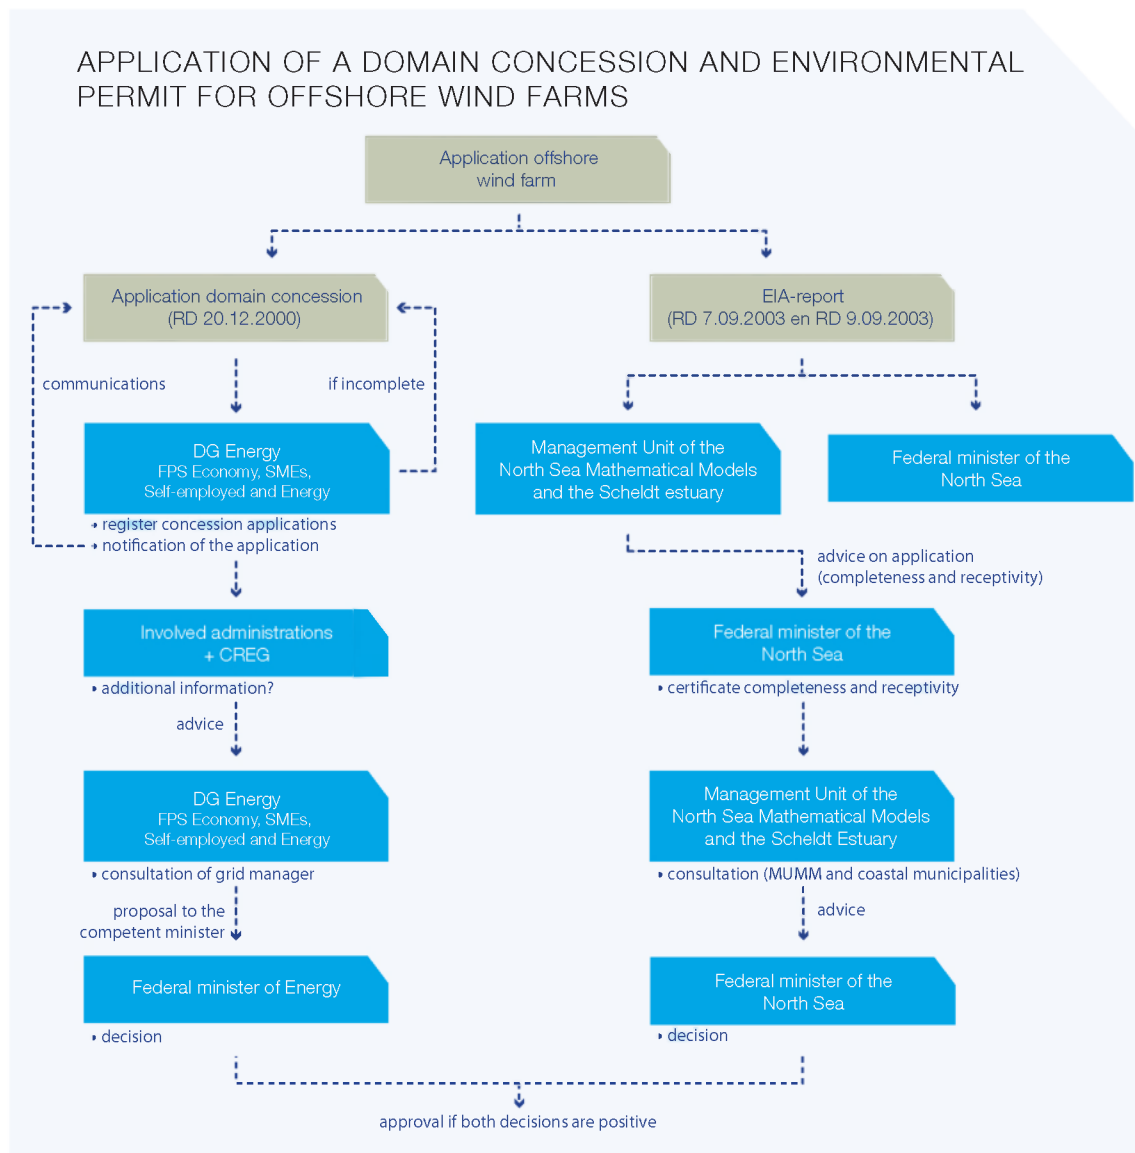 APPLICATION OF A DOMAIN CONCESSION AND ENVIRONMENTAL
PERMIT FOR OFFSHORE WIND FARMS
Application offshore
wind farm
Application domain concession
(RD 20.12.2000)
EIA-report
(RD 7.09.2003 en RD 9.09.2003)
communications
if incomplete
DG Energy
FPS Economy, SMEs,
Self-employed and Energy
• register concession applications
• notification of the application
Management Unit of the
North Sea Mathematical Models
and the Scheldt estuary
Federal minister of the
North Sea
advice on application
(completeness and receptivity)
Involved administrations
+ CREG
• additional information?
advice
Federal minister of the
North Sea
• certificate completeness and receptivity
DG Energy
FPS Economy, SMEs,
Self-employed and Energy
• consultation of grid manager
proposal to the
competent minister
Management Unit of the
North Sea Mathematical Models
and the Scheldt Estuary
• consultation (MUMM and coastal municipalities)
advice
Federal minister of Energy
• decision
Federal minister of the
North Sea
• decision
approval if both decisions are positive